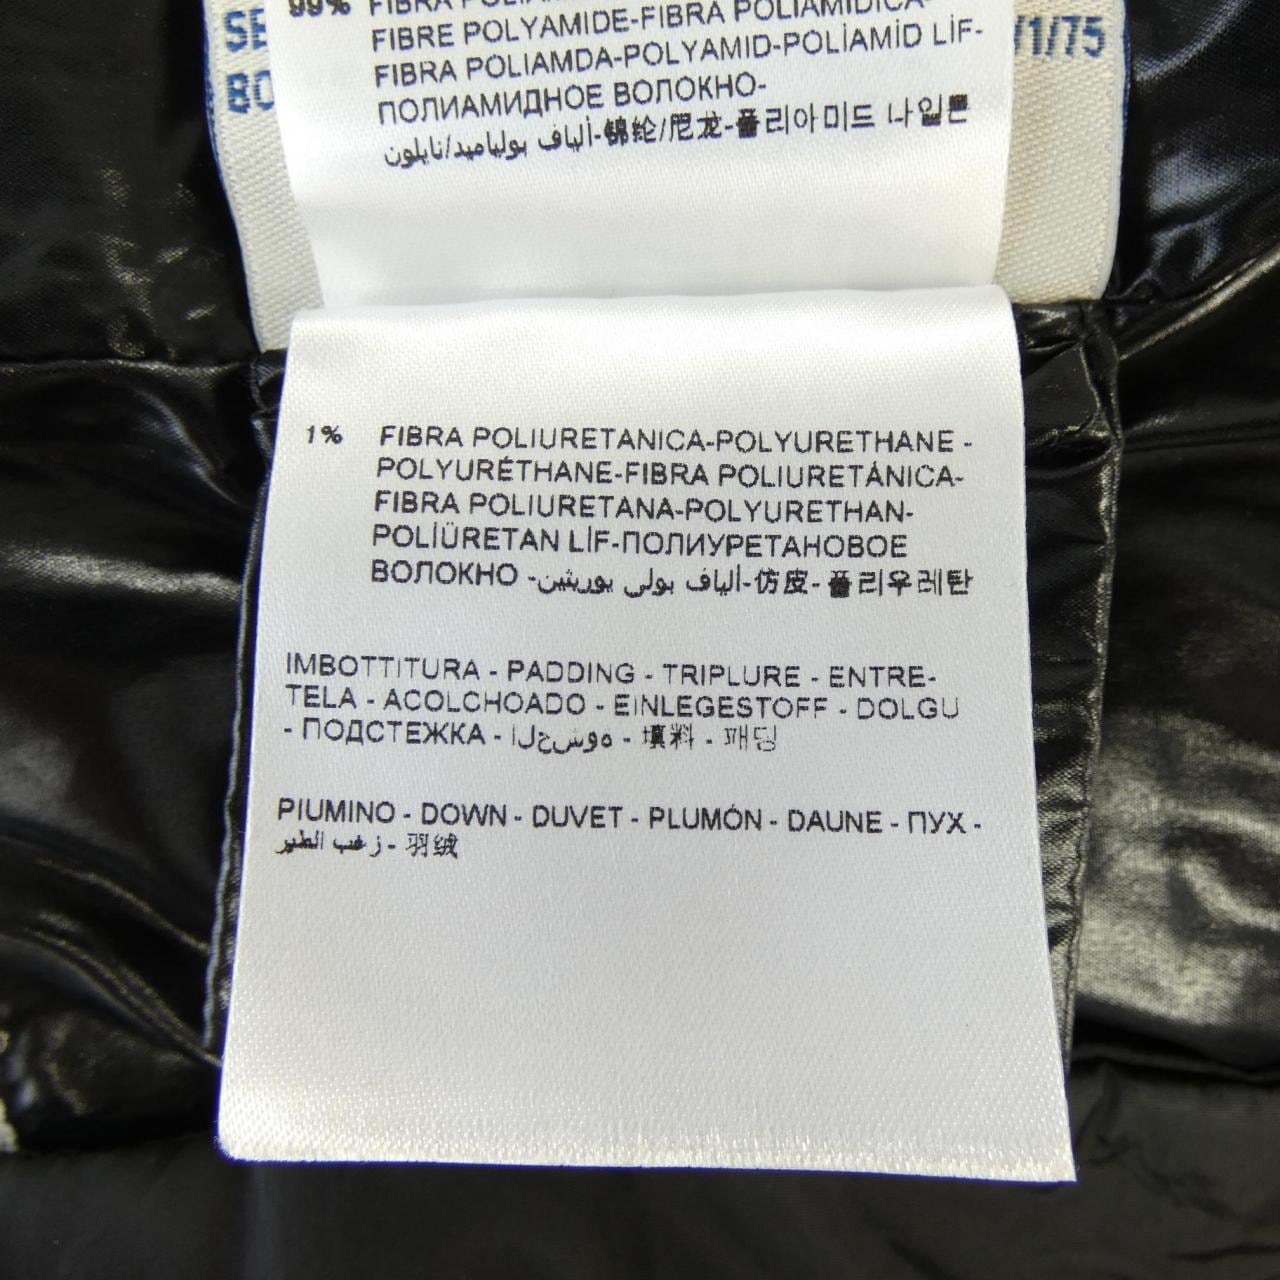 99% FIBRA
FIBRE POLYAMIDE-FIBRA POLIAMIDICA-
FIBRA POLIAMDA-POLYAMID-POLİAMİD LİF-
ПОЛИАМИДНОЕ ВОЛОКНО-
ألياف بولياميد/نايلون-锦纶/尼龙-폴리아미드 나일론
SE
BO
/1/75
1% FIBRA POLIURETANICA-POLYURETHANE -
POLYURÉTHANE-FIBRA POLIURETÁNICA-
FIBRA POLIURETANA-POLYURETHAN-
POLİÜRETAN LİF-ПОЛИУРЕТАНОВОЕ
ВОЛОКНО -ألياف بولي يوريثين-仿皮-폴리우레탄
IMBOTTITURA - PADDING - TRIPLURE - ENTRE-
TELA - ACOLCHOADO - EINLEGESTOFF - DOLGU
- ПОДСТЕЖКА - الحشوه - 填料 - 패딩
PIUMINO - DOWN - DUVET - PLUMÓN - DAUNE - ПУХ -
زغب الطير - 羽绒